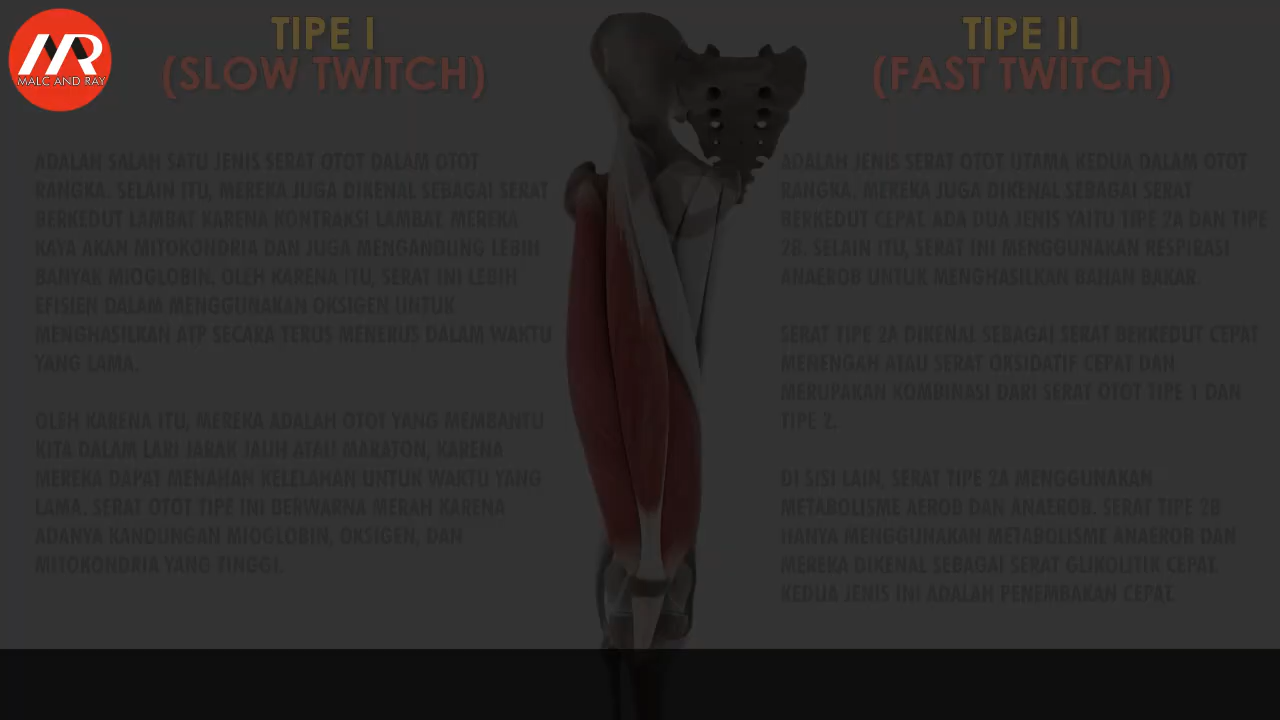 MR
MALC AND RAY
TIPE I
(SLOW TWITCH)
ADALAH SALAH SATU JENIS SERAT OTOT DALAM OTOT
RANGKA. SELAIN ITU, MEREKA JUGA DIKENAL SEBAGAI SERAT
BERKEDUT LAMBAT KARENA KONTRAKSI LAMBAT MEREKA
KAYA AKAN MITOKONDRIA DAN JUGA MENGANDUNG LEBIH
BANYAK MIOGLOBIN. OLEH KARENA ITU, SERAT INI LEBIH
EFISIEN DALAM MENGGUNAKAN OKSIGEN UNTUK
MENGHASILKAN ATP SECARA TERUS MENERUS DALAM WAKTU
YANG LAMA.
OLEH KARENA ITU, MEREKA ADALAH OTOT YANG MEMBANTU
KITA DALAM LARI JARAK JAUH ATAU MARATON, KARENA
MEREKA DAPAT MENAHAN KELELAHAN UNTUK WAKTU YANG
LAMA. SERAT OTOT TIPE INI BERWARNA MERAH KARENA
ADANYA KANDUNGAN MIOGLOBIN, OKSIGEN, DAN
MITOKONDRIA YANG TINGGI.
TIPE II
(FAST TWITCH)
ADALAH JENIS SERAT OTOT UTAMA KEDUA DALAM OTOT
RANGKA. MEREKA JUGA DIKENAL SEBAGAI SERAT
BERKEDUT CEPAT. ADA DUA JENIS YAITU TIPE 2A DAN TIPE
2B. SELAIN ITU, SERAT INI MENGGUNAKAN RESPIRASI
ANAEROB UNTUK MENGHASILKAN BAHAN BAKAR.
SERAT TIPE 2A DIKENAL SEBAGAI SERAT BERKEDUT CEPAT
MENENGAH ATAU SERAT OKSIDATIF CEPAT DAN
MERUPAKAN KOMBINASI DARI SERAT OTOT TIPE 1 DAN
TIPE 2.
DI SISI LAIN, SERAT TIPE 2A MENGGUNAKAN
METABOLISME AEROB DAN ANAEROB. SERAT TIPE 2B
HANYA MENGGUNAKAN METABOLISME ANAEROB DAN
MEREKA DIKENAL SEBAGAI SERAT GLIKOLITIK CEPAT.
KEDUA JENIS INI ADALAH PENEMBAKAN CEPAT.